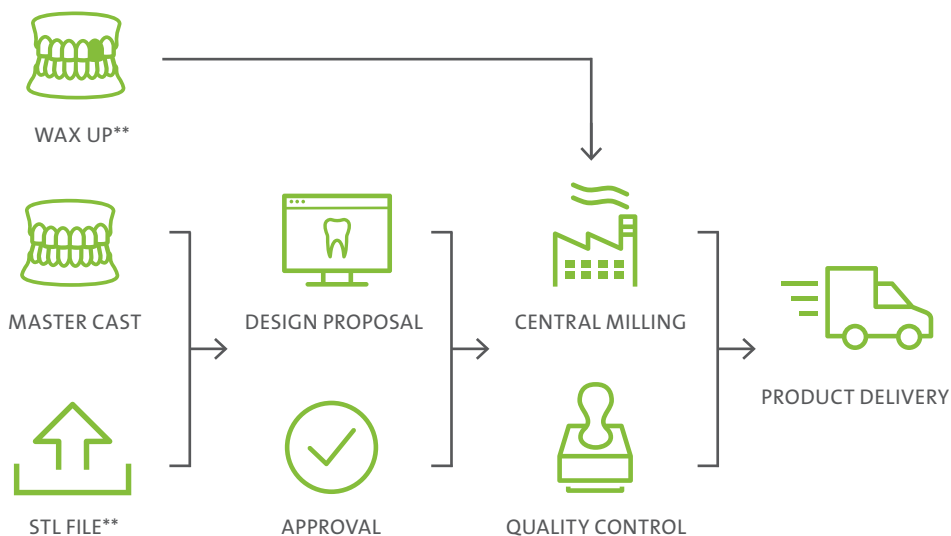 WAX UP**
MASTER CAST
DESIGN PROPOSAL
CENTRAL MILLING
PRODUCT DELIVERY
STL FILE**
APPROVAL
QUALITY CONTROL